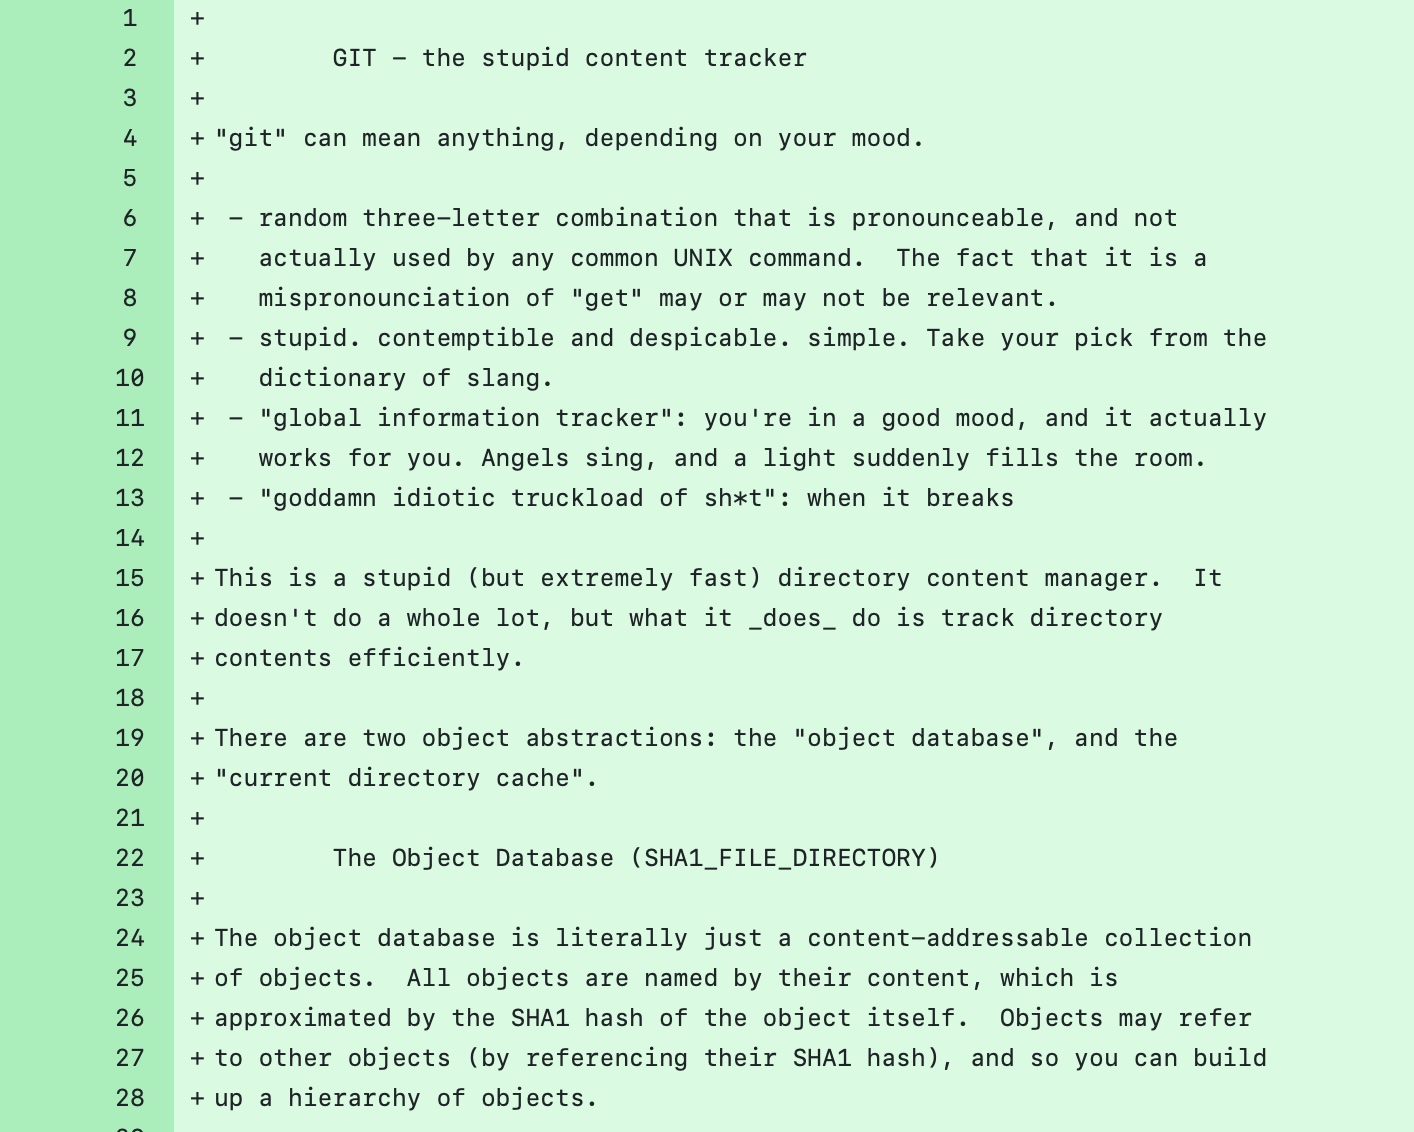 1 +
2 + GIT - the stupid content tracker
3 +
4 + "git" can mean anything, depending on your mood.
5 +
6 + - random three-letter combination that is pronounceable, and not
7 + actually used by any common UNIX command.  The fact that it is a
8 + mispronounciation of "get" may or may not be relevant.
9 + - stupid. contemptible and despicable. simple. Take your pick from the
10 + dictionary of slang.
11 + - "global information tracker": you're in a good mood, and it actually
12 + works for you. Angels sing, and a light suddenly fills the room.
13 + - "goddamn idiotic truckload of sh*t": when it breaks
14 +
15 + This is a stupid (but extremely fast) directory content manager.  It
16 + doesn't do a whole lot, but what it _does_ do is track directory
17 + contents efficiently.
18 +
19 + There are two object abstractions: the "object database", and the
20 + "current directory cache".
21 +
22 + The Object Database (SHA1_FILE_DIRECTORY)
23 +
24 + The object database is literally just a content-addressable collection
25 + of objects.  All objects are named by their content, which is
26 + approximated by the SHA1 hash of the object itself.  Objects may refer
27 + to other objects (by referencing their SHA1 hash), and so you can build
28 + up a hierarchy of objects.